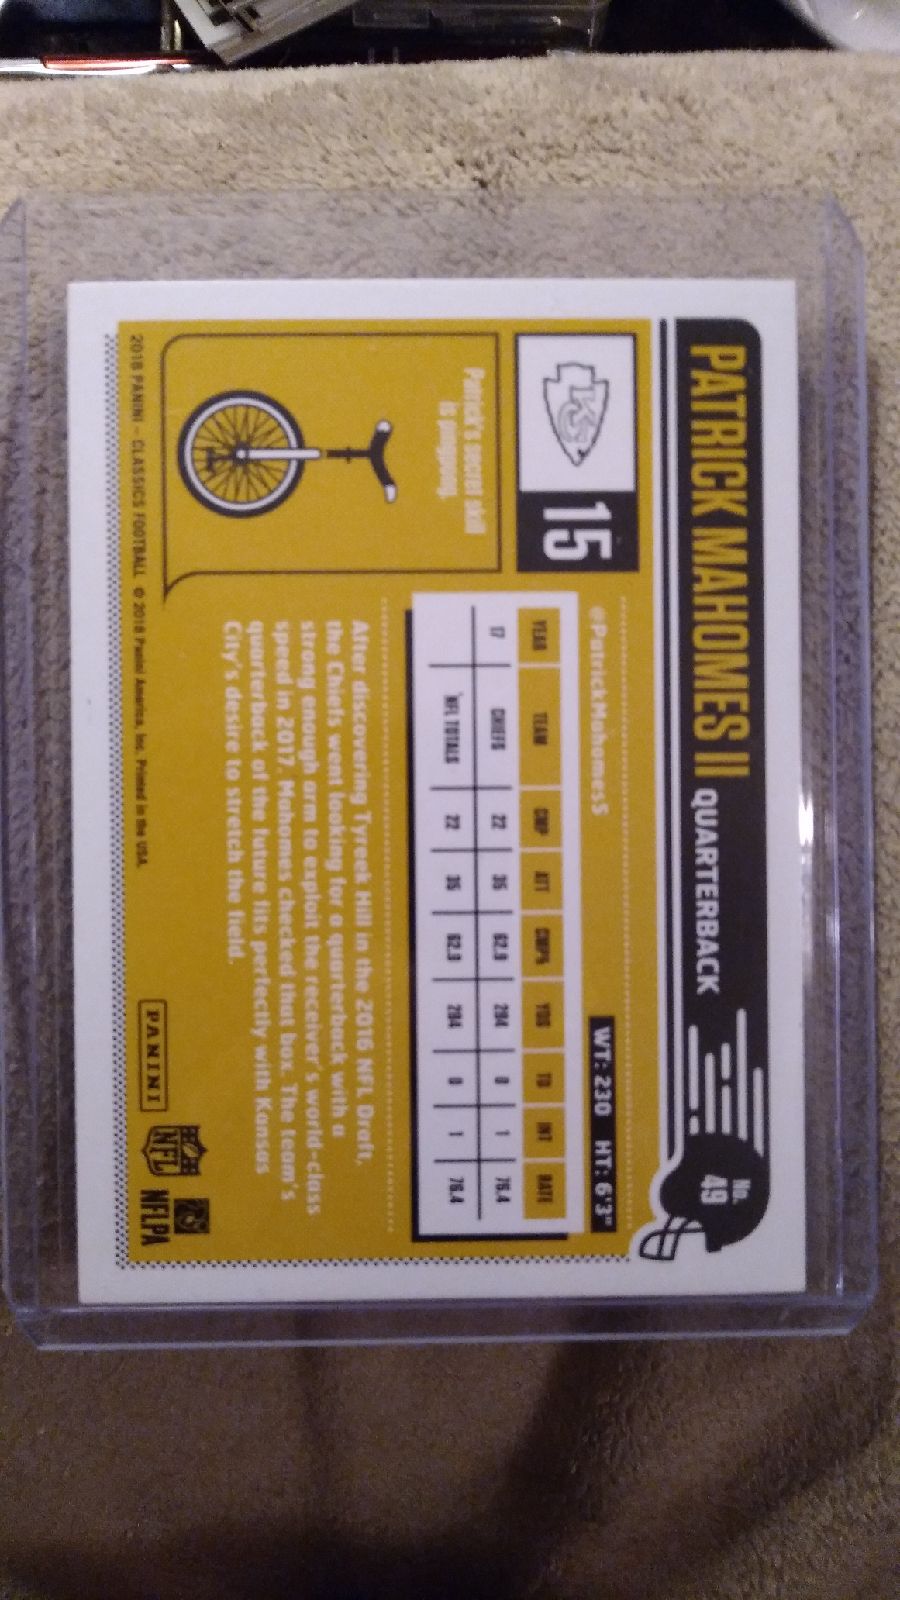 PATRICK MAHOMES II QUARTERBACK
No. 49
KC
15
@PatrickMahomes5
WT: 230 HT: 6'3"
YEAR TEAM CMP ATT CMP% YDS TD INT RATE
17 CHIEFS 22 35 62.9 284 0 1 76.4
NFL TOTALS 22 35 62.9 284 0 1 76.4
Patrick's secret skill
is pingpong.
After discovering Tyreek Hill in the 2016 NFL Draft,
the Chiefs went looking for a quarterback with a
strong enough arm to exploit the receiver's world-class
speed in 2017. Mahomes checked that box. The team's
quarterback of the future fits perfectly with Kansas
City's desire to stretch the field.
2018 PANINI - CLASSICS FOOTBALL © 2018 Panini America, Inc. Printed in the USA.
PANINI
NFL
NFLPA